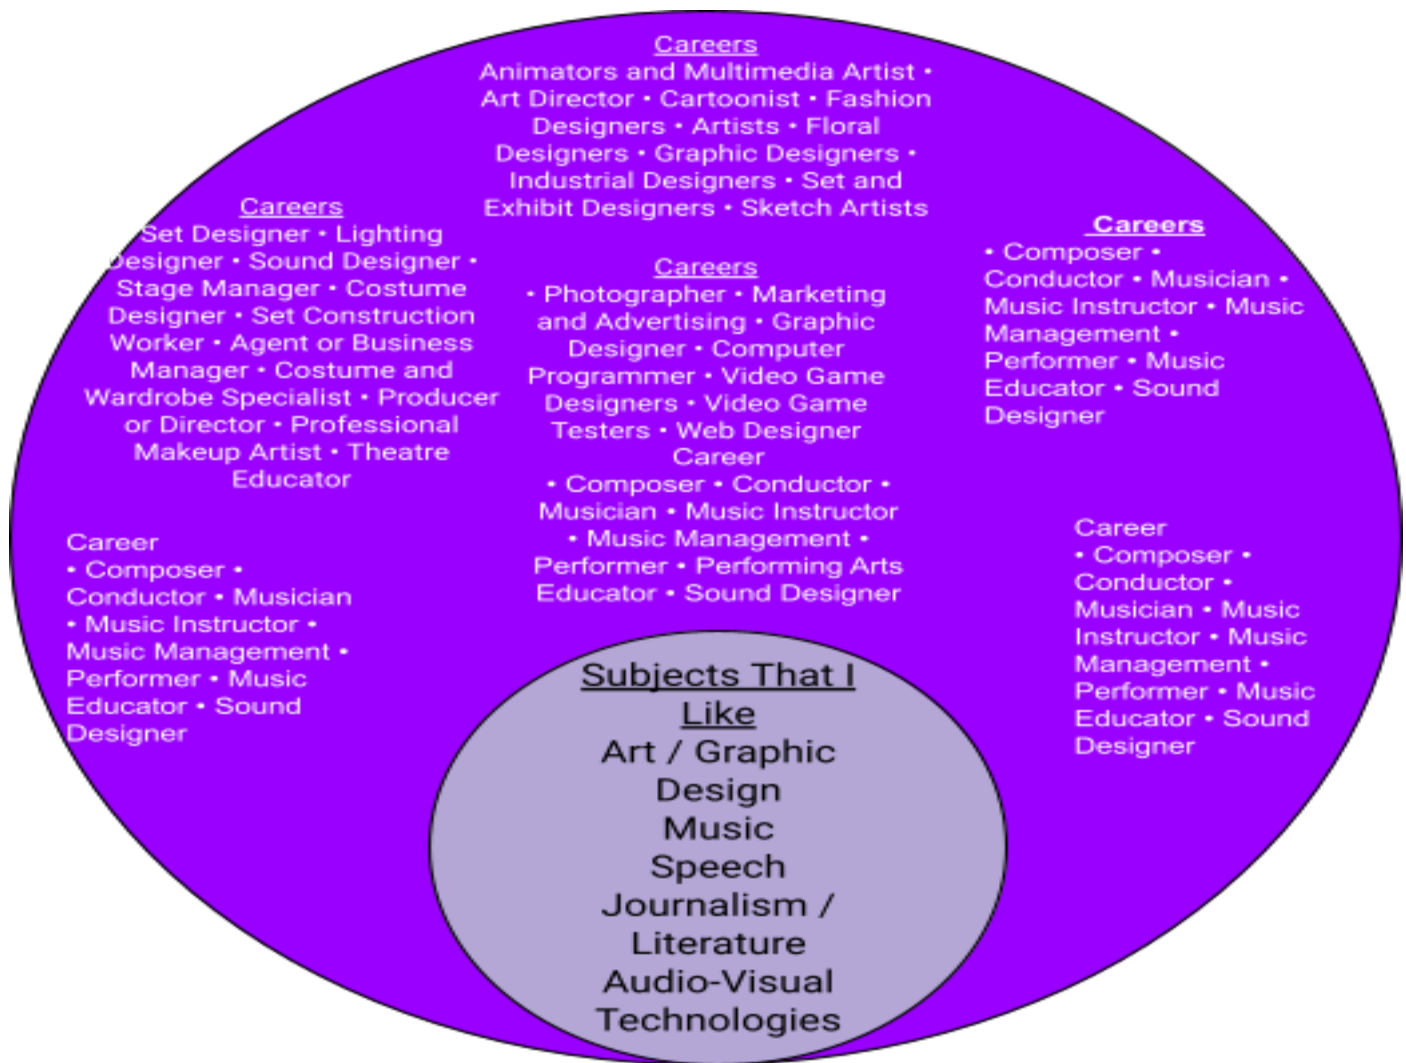 Careers
Animators and Multimedia Artist •
Art Director • Cartoonist • Fashion
Designers • Artists • Floral
Designers • Graphic Designers •
Industrial Designers • Set and
Exhibit Designers • Sketch Artists
Careers
Set Designer • Lighting
Designer • Sound Designer •
Stage Manager • Costume
Designer • Set Construction
Worker • Agent or Business
Manager • Costume and
Wardrobe Specialist • Producer
or Director • Professional
Makeup Artist • Theatre
Educator
Careers
• Photographer • Marketing
and Advertising • Graphic
Designer • Computer
Programmer • Video Game
Designers • Video Game
Testers • Web Designer
Career
• Composer • Conductor •
Musician • Music Instructor
• Music Management •
Performer • Performing Arts
Educator • Sound Designer
Careers
• Composer •
Conductor • Musician •
Music Instructor • Music
Management •
Performer • Music
Educator • Sound
Designer
Career
• Composer •
Conductor • Musician
• Music Instructor •
Music Management •
Performer • Music
Educator • Sound
Designer
Career
• Composer •
Conductor •
Musician • Music
Instructor • Music
Management •
Performer • Music
Educator • Sound
Designer
Subjects That I
Like
Art / Graphic
Design
Music
Speech
Journalism /
Literature
Audio-Visual
Technologies